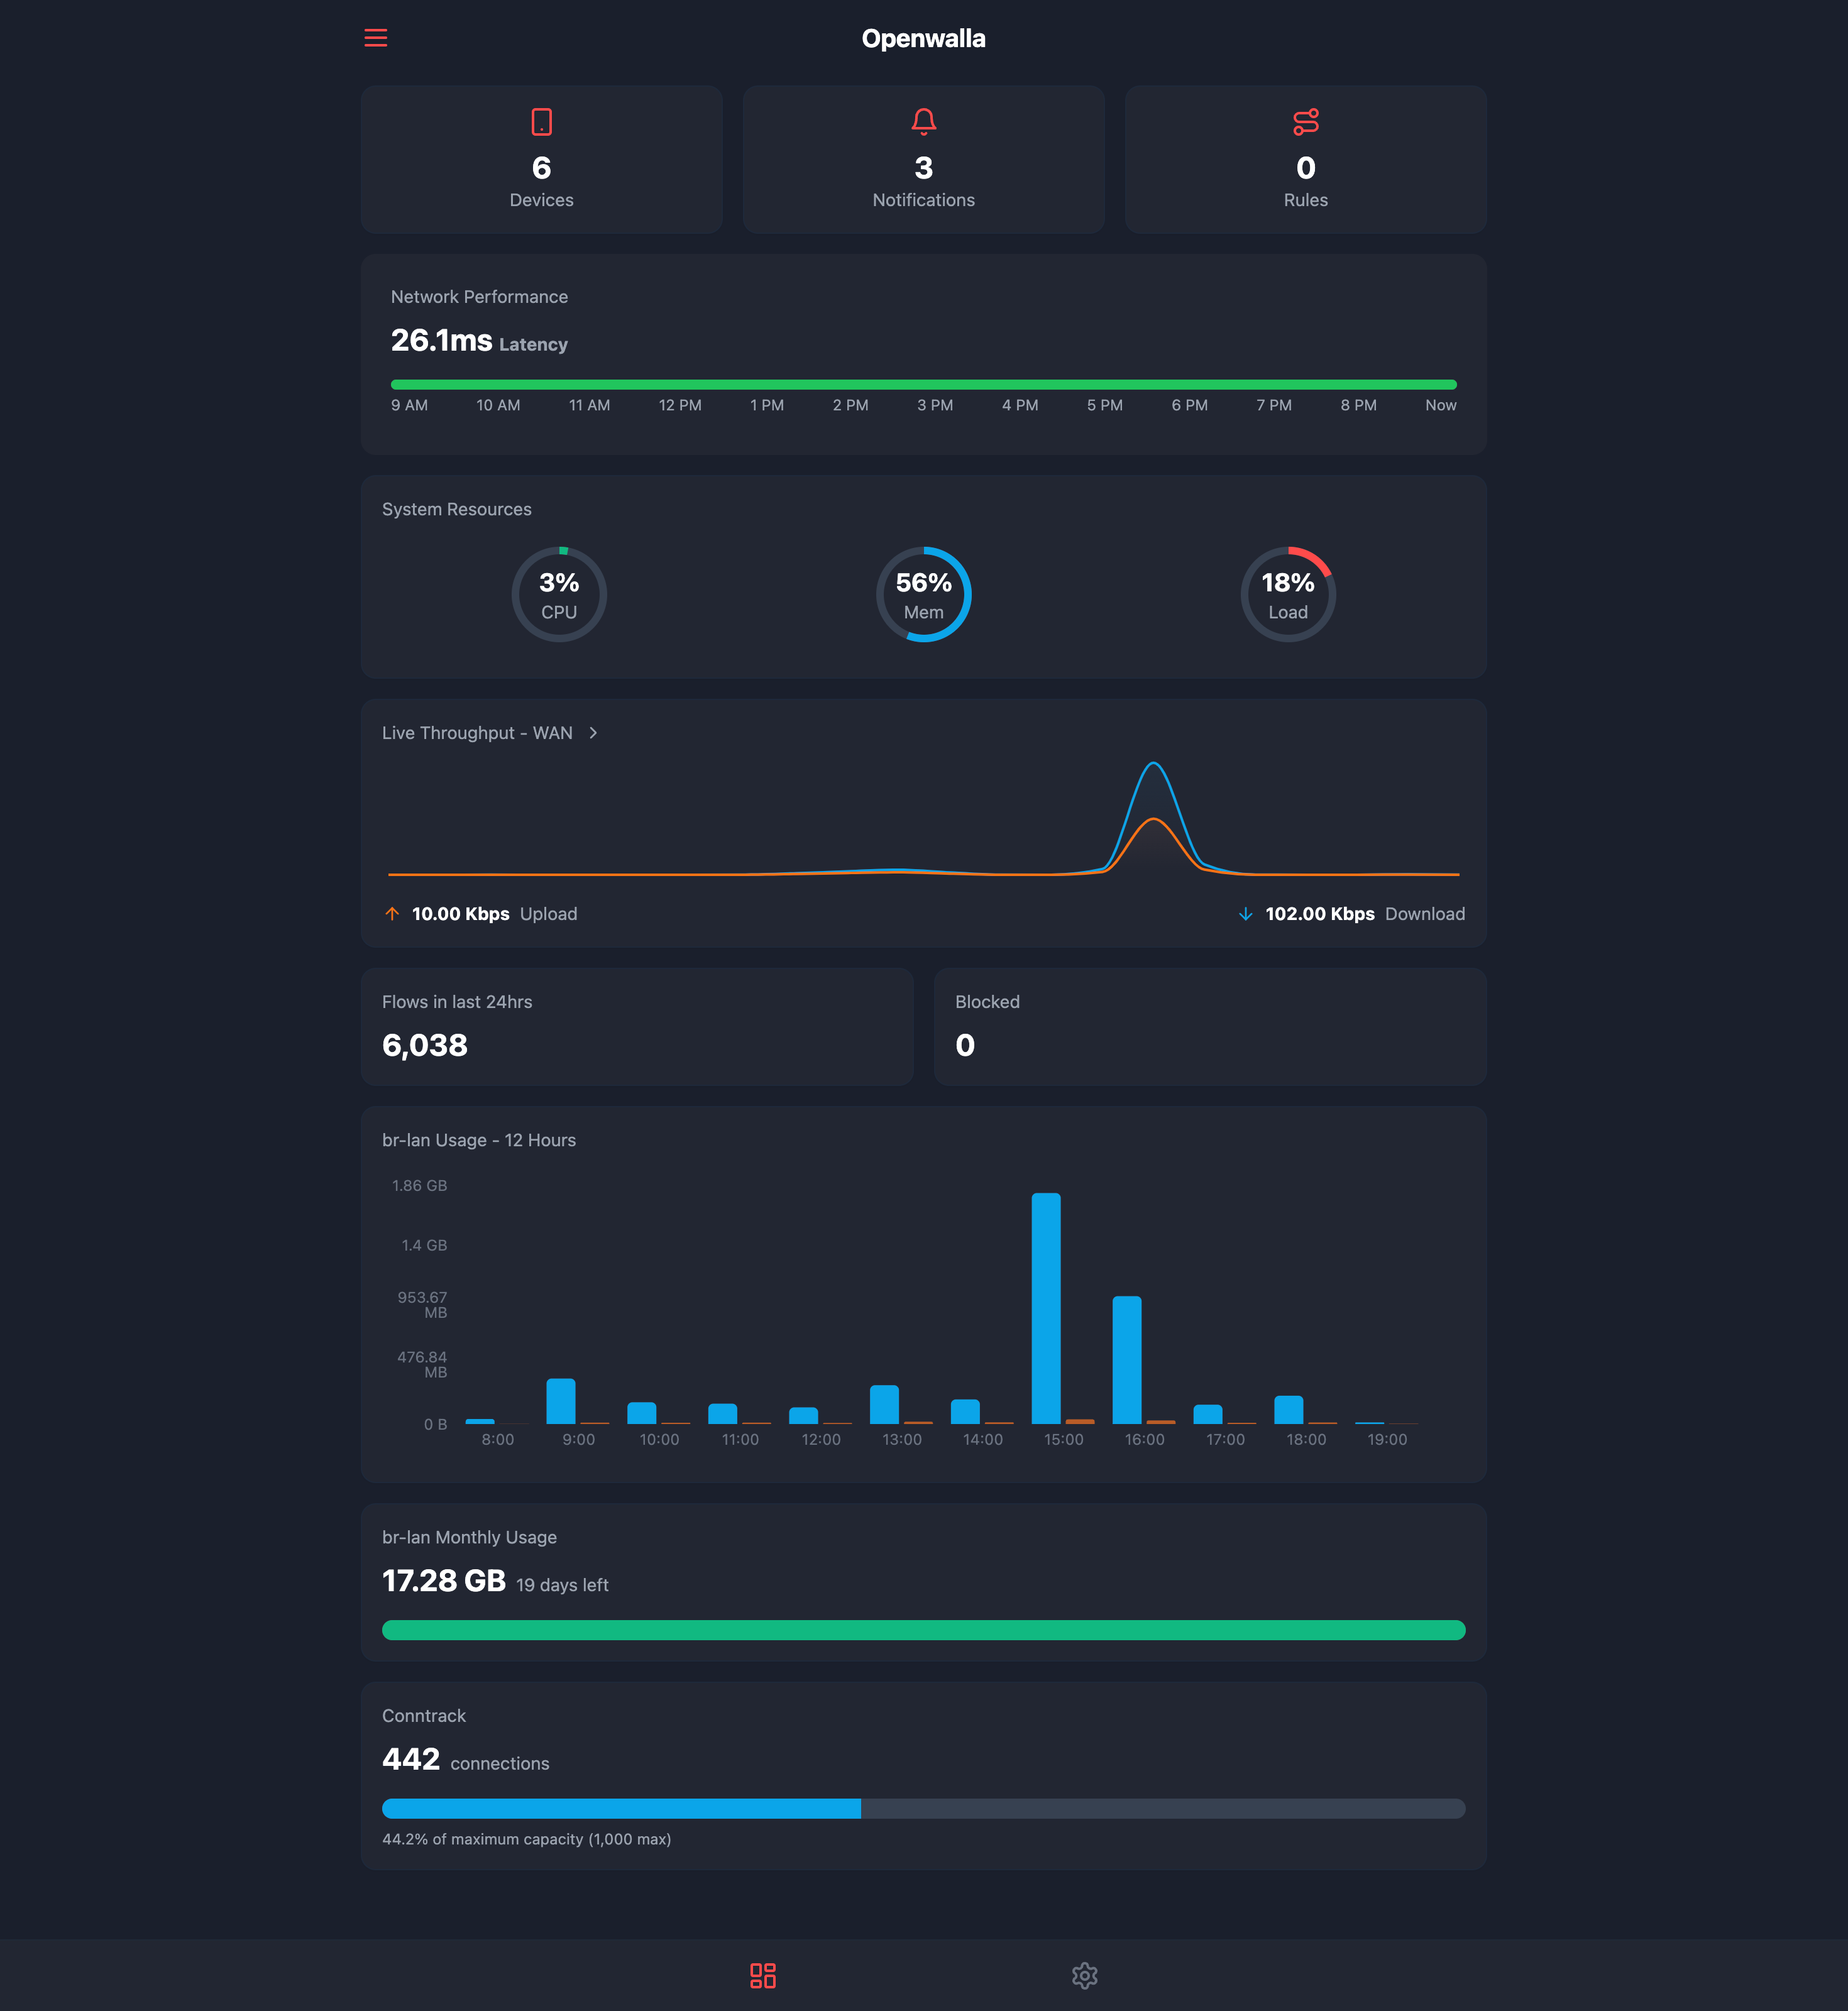 Openwalla
6
Devices
3
Notifications
0
Rules
Network Performance
26.1ms Latency
9 AM 10 AM 11 AM 12 PM 1 PM 2 PM 3 PM 4 PM 5 PM 6 PM 7 PM 8 PM Now
System Resources
3%
CPU
56%
Mem
18%
Load
Live Throughput - WAN
10.00 Kbps Upload
102.00 Kbps Download
Flows in last 24hrs
6,038
Blocked
0
br-lan Usage - 12 Hours
1.86 GB
1.4 GB
953.67
MB
476.84
MB
0 B
8:00 9:00 10:00 11:00 12:00 13:00 14:00 15:00 16:00 17:00 18:00 19:00
br-lan Monthly Usage
17.28 GB 19 days left
Conntrack
442 connections
44.2% of maximum capacity (1,000 max)